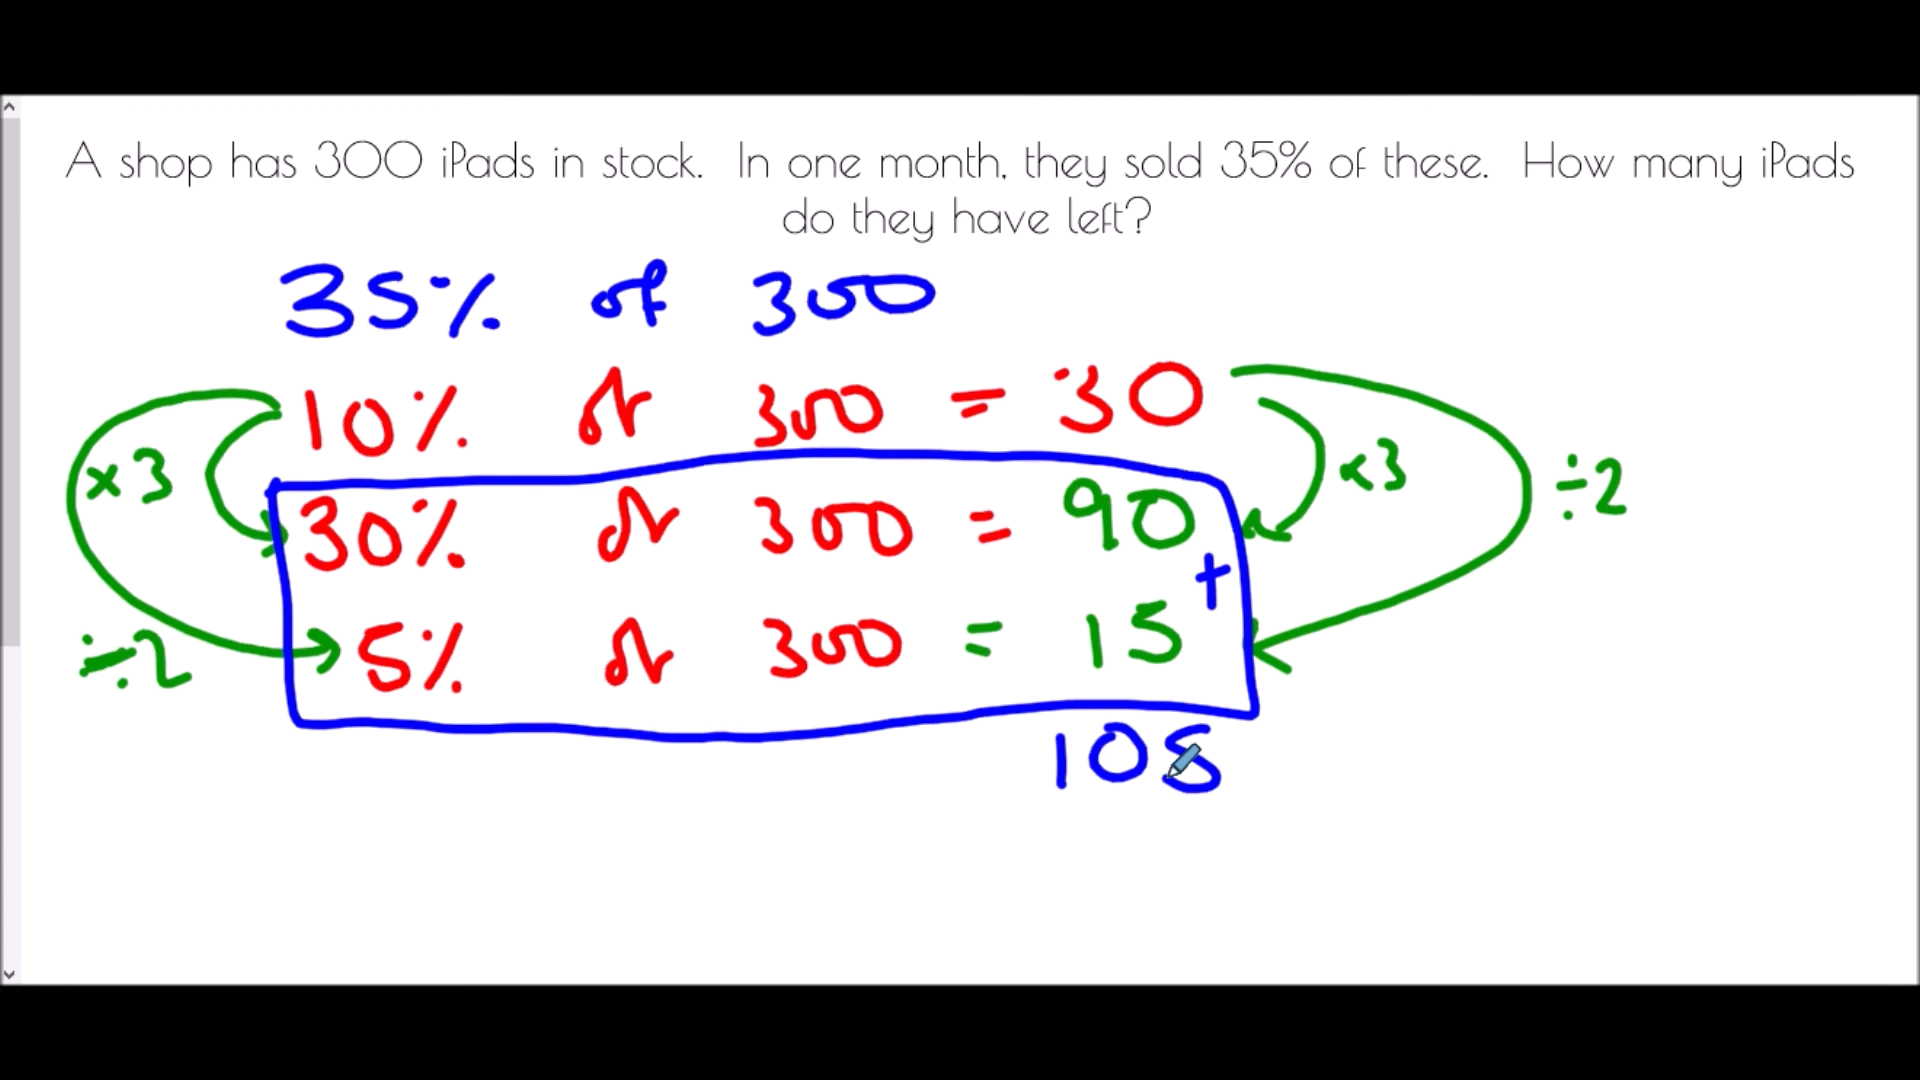 A shop has 300 iPads in stock. In one month, they sold 35% of these. How many iPads
do they have left?
35% of 300
10% of 300 = 30
×3 30% of 300 = 90 ×3 ÷2
+
÷2 5% of 300 = 15
105